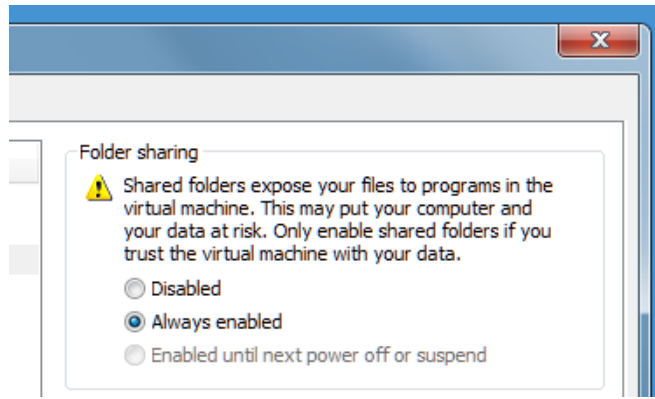 Folder sharing
Shared folders expose your files to programs in the
virtual machine. This may put your computer and
your data at risk. Only enable shared folders if you
trust the virtual machine with your data.
Disabled
Always enabled
Enabled until next power off or suspend